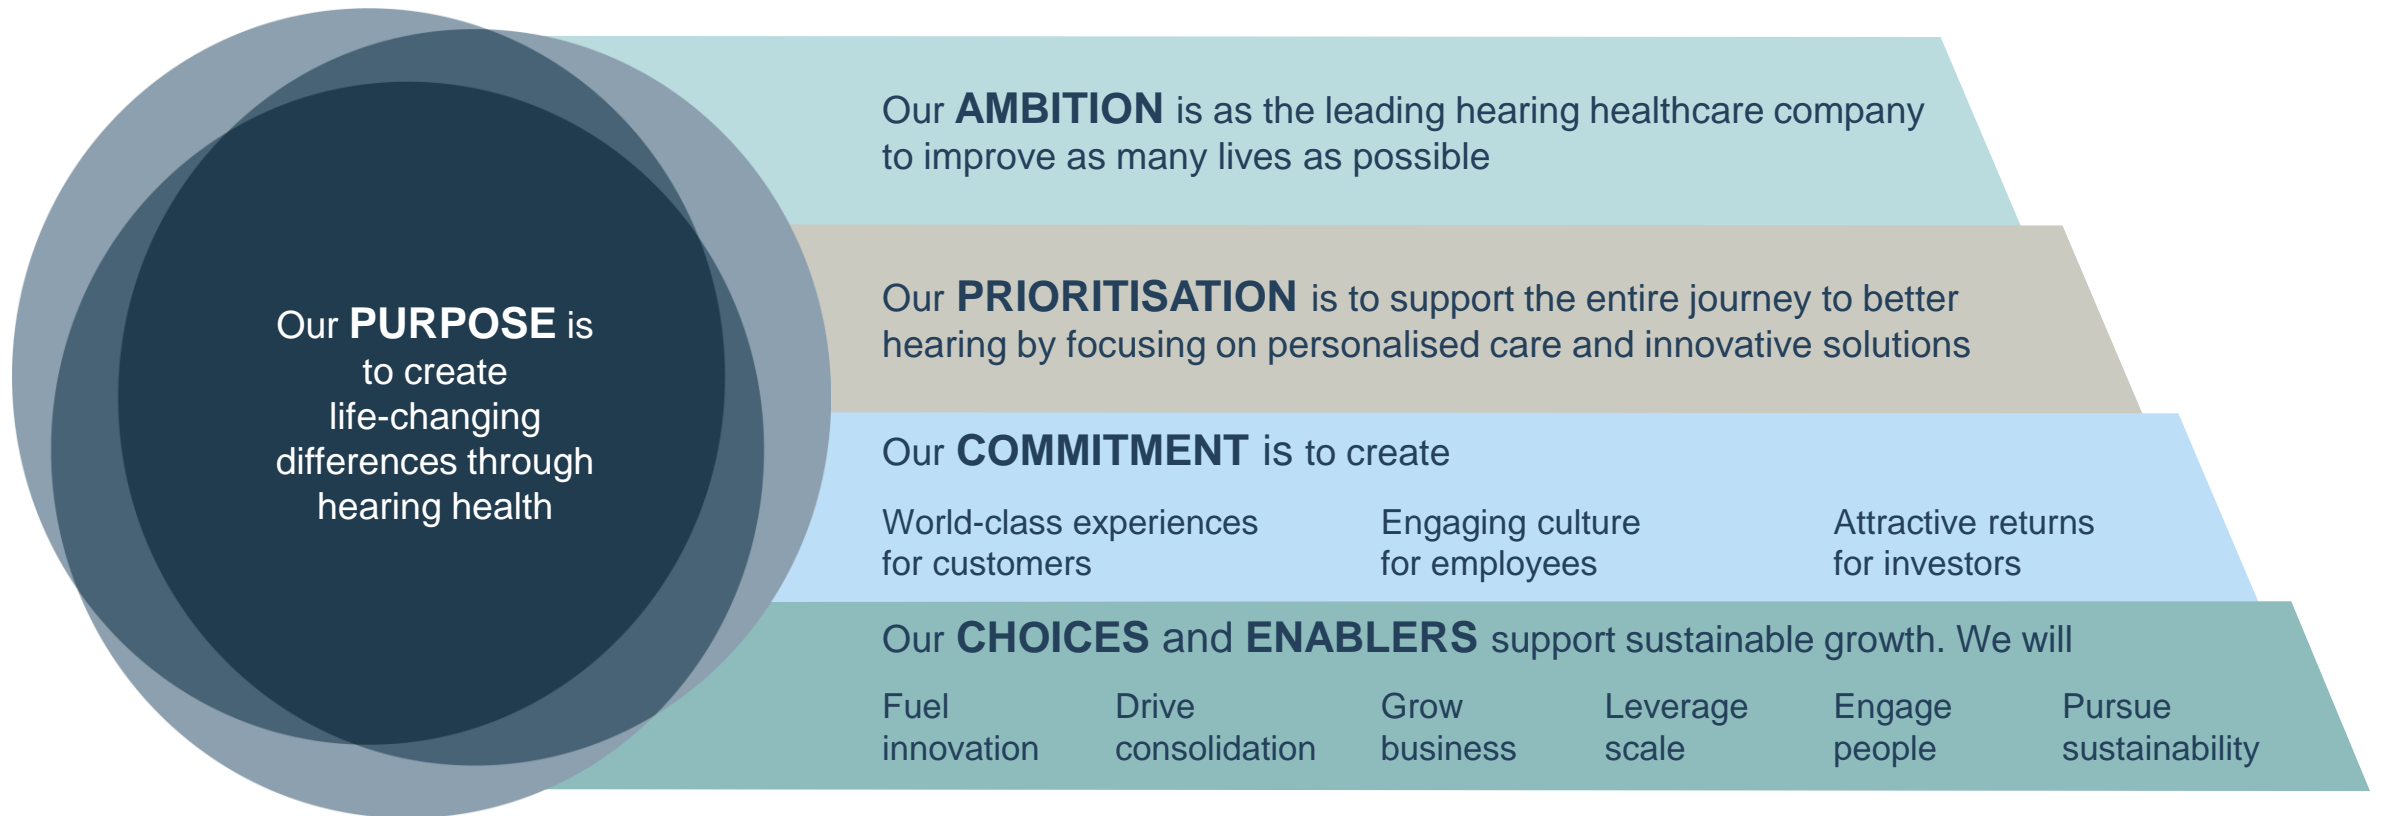 Our PURPOSE is
to create
life-changing
differences through
hearing health
Our AMBITION is as the leading hearing healthcare company
to improve as many lives as possible
Our PRIORITISATION is to support the entire journey to better
hearing by focusing on personalised care and innovative solutions
Our COMMITMENT is to create
World-class experiences
for customers
Engaging culture
for employees
Attractive returns
for investors
Our CHOICES and ENABLERS support sustainable growth. We will
Fuel
innovation
Drive
consolidation
Grow
business
Leverage
scale
Engage
people
Pursue
sustainability